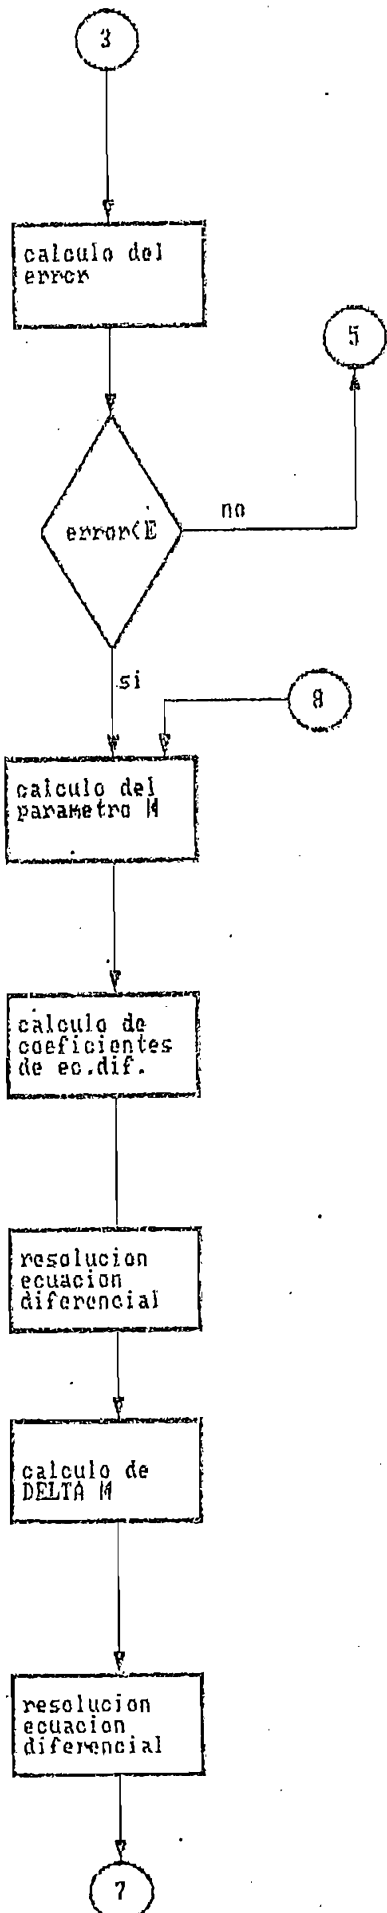 3
calculo del
error
5
error<E
no
si
8
calculo del
parametro M
calculo de
coeficientes
de ec.dif.
resolucion
ecuacion
diferencial
calculo de
DELTA M
resolucion
ecuacion
diferencial
7